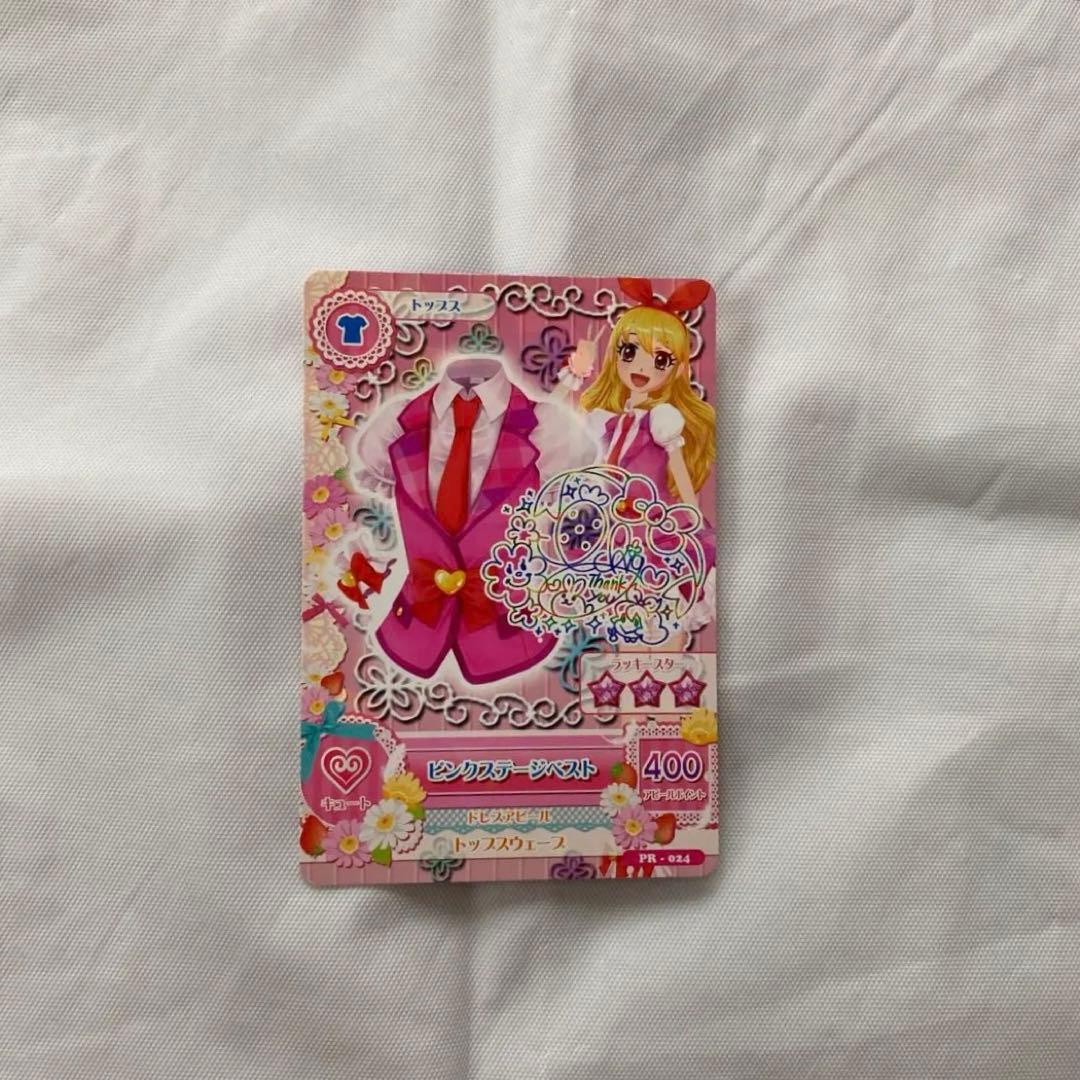 トップス
Thank
you
ラッキースター
ピンクステージベスト
400
アピールポイント
キュート
ドレスアピール
トップスウェーブ
PR - 024